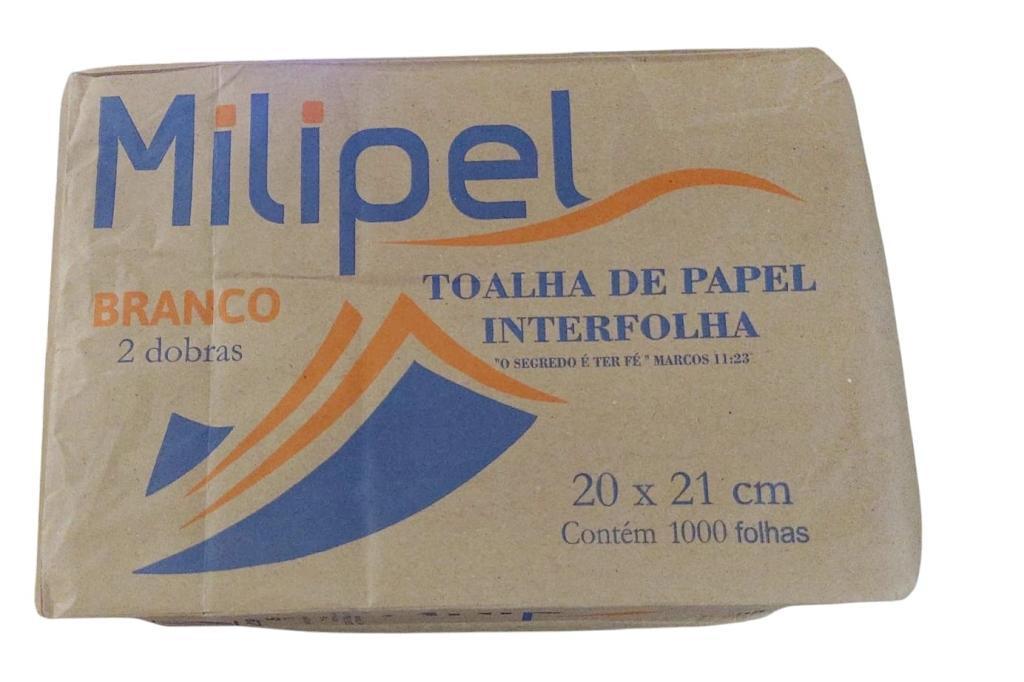 Milipel
TOALHA DE PAPEL
INTERFOLHA
"O SEGREDO É TER FÉ" MARCOS 11:23
BRANCO
2 dobras
20 x 21 cm
Contém 1000 folhas